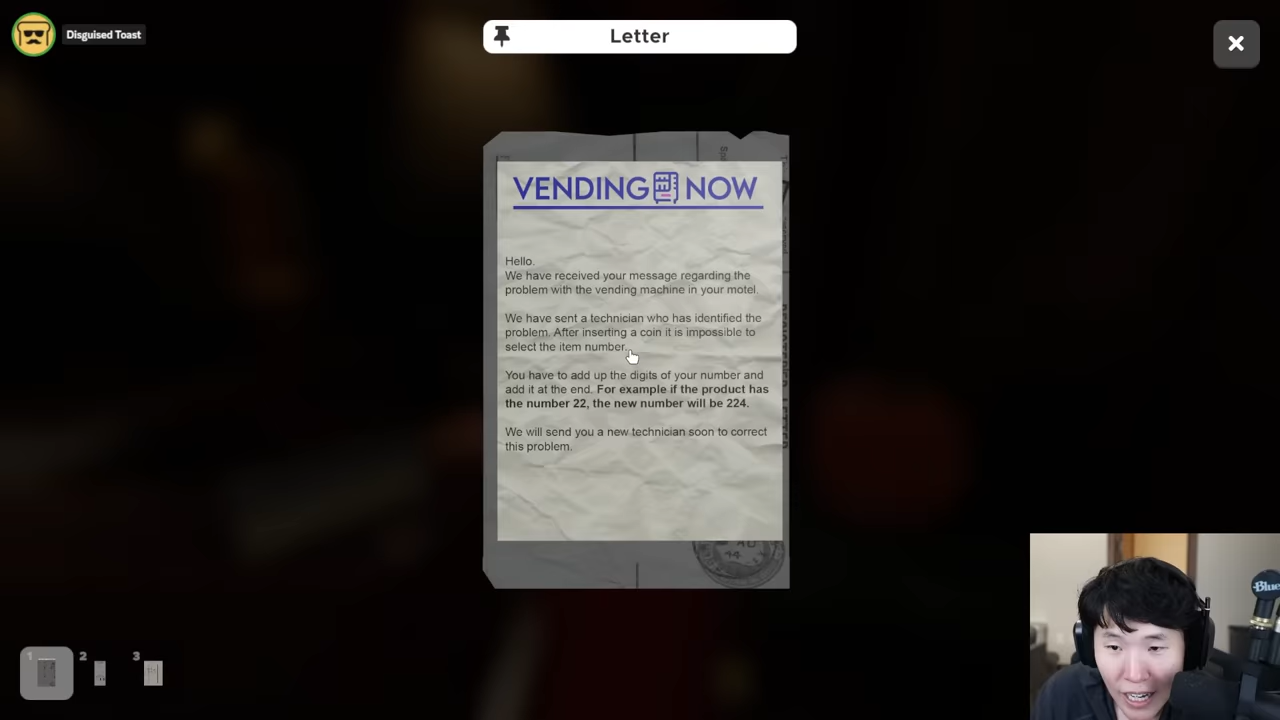 Disguised Toast
Letter
VENDING NOW
Hello.
We have received your message regarding the
problem with the vending machine in your motel.
We have sent a technician who has identified the
problem. After inserting a coin it is impossible to
select the item number.
You have to add up the digits of your number and
add it at the end. For example if the product has
the number 22, the new number will be 224.
We will send you a new technician soon to correct
this problem.
1
2
3
Blue